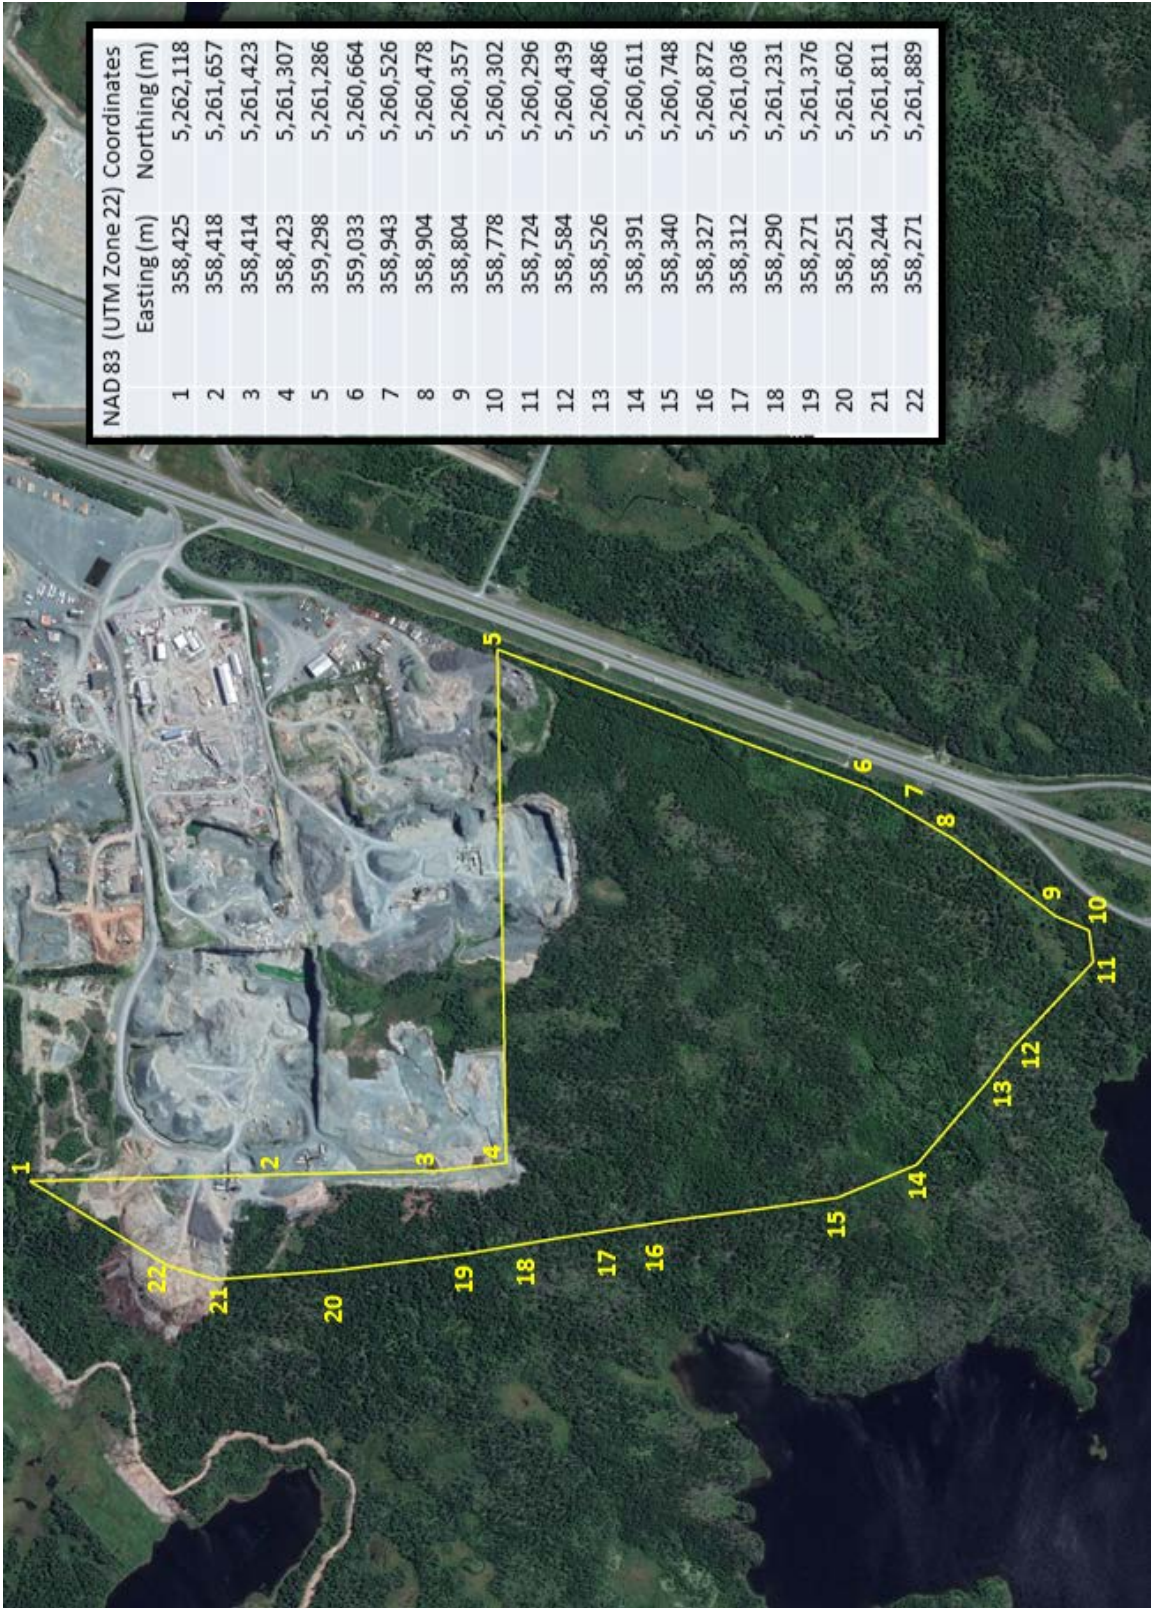 NAD83 (UTM Zone 22) Coordinates
Easting (m) Northing (m)
1 358,425 5,262,118
2 358,418 5,261,657
3 358,414 5,261,423
4 358,423 5,261,307
5 359,298 5,261,286
6 359,033 5,260,664
7 358,943 5,260,526
8 358,904 5,260,478
9 358,804 5,260,357
10 358,778 5,260,302
11 358,724 5,260,296
12 358,584 5,260,439
13 358,526 5,260,486
14 358,391 5,260,611
15 358,340 5,260,748
16 358,327 5,260,872
17 358,312 5,261,036
18 358,290 5,261,231
19 358,271 5,261,376
20 358,251 5,261,602
21 358,244 5,261,811
22 358,271 5,261,889
1
2
3
4
5
6
7
8
9
10
11
12
13
14
15
16
17
18
19
20
21
22